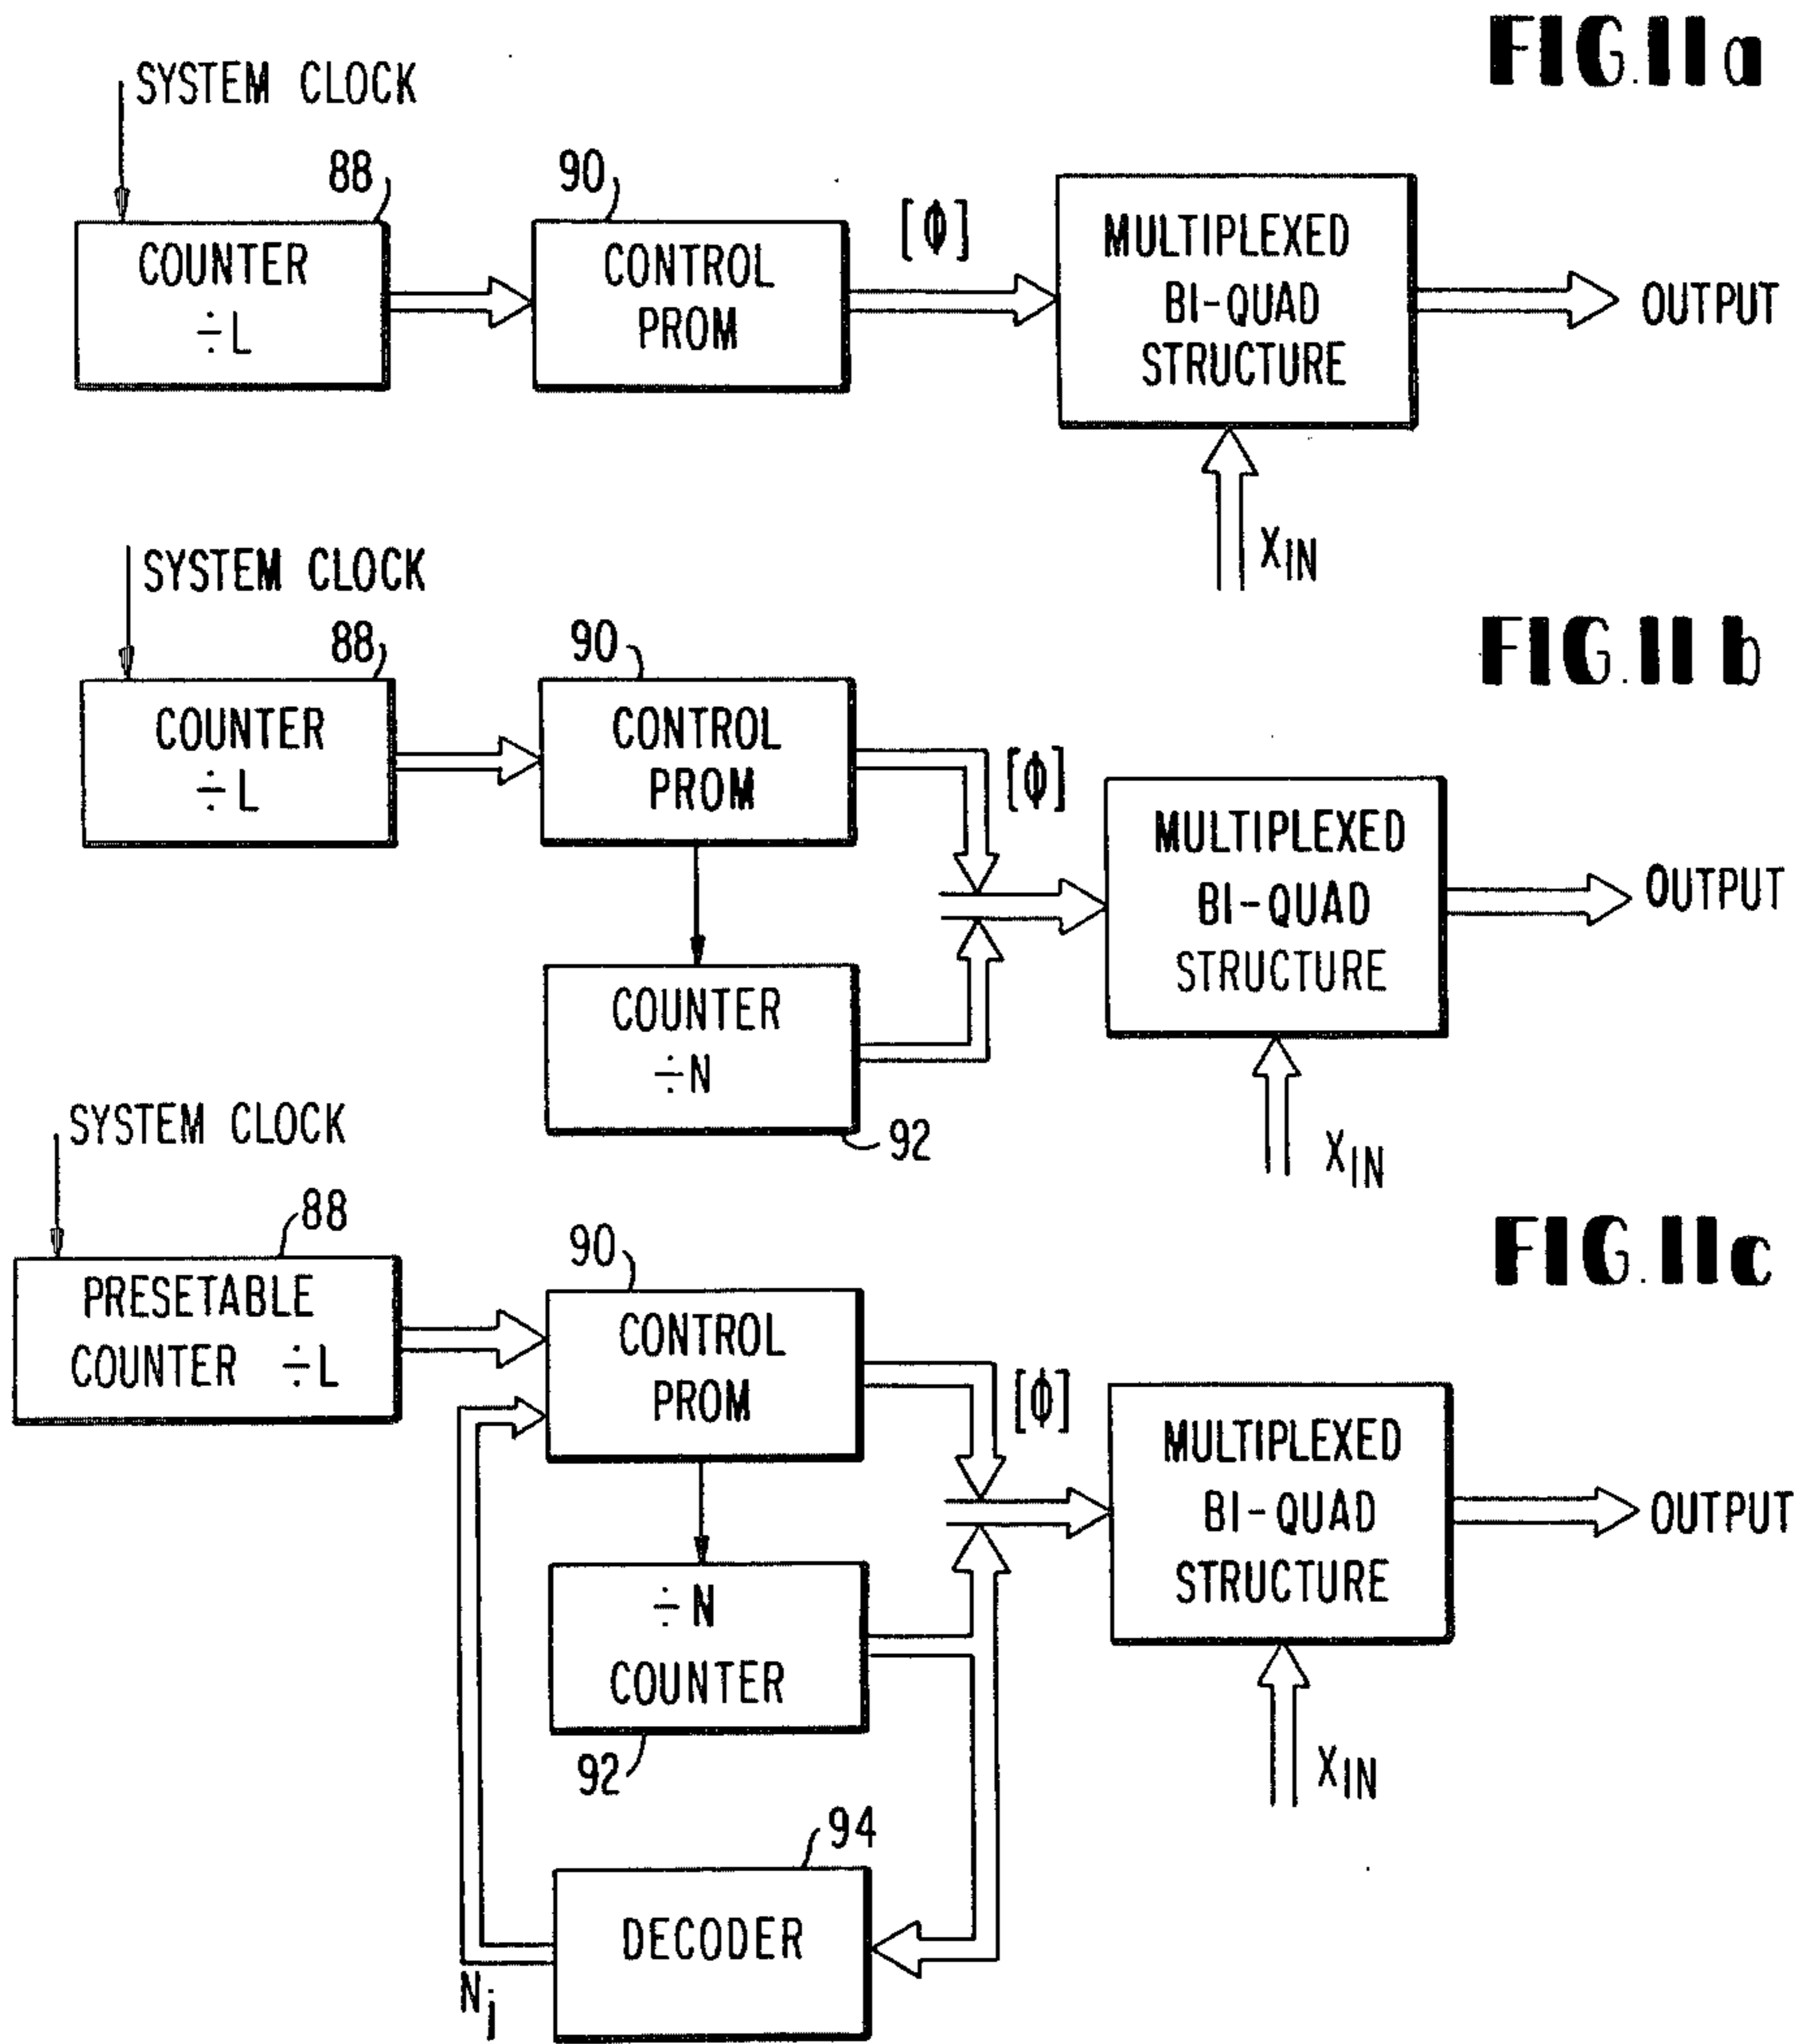 FIG.11a
SYSTEM CLOCK
88
90
COUNTER
÷L
CONTROL
PROM
[ϕ]
MULTIPLEXED
BI-QUAD
STRUCTURE
OUTPUT
XIN
FIG.11b
SYSTEM CLOCK
88
90
COUNTER
÷L
CONTROL
PROM
[ϕ]
MULTIPLEXED
BI-QUAD
STRUCTURE
OUTPUT
COUNTER
÷N
92
XIN
FIG.11c
SYSTEM CLOCK
88
90
PRESETABLE
COUNTER ÷L
CONTROL
PROM
[ϕ]
MULTIPLEXED
BI-QUAD
STRUCTURE
OUTPUT
÷N
COUNTER
92
XIN
94
DECODER
Nj